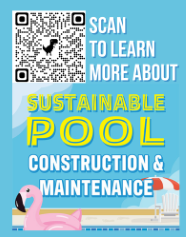 SCAN
TO LEARN
MORE ABOUT
SUSTAINABLE
POOL
CONSTRUCTION &
MAINTENANCE